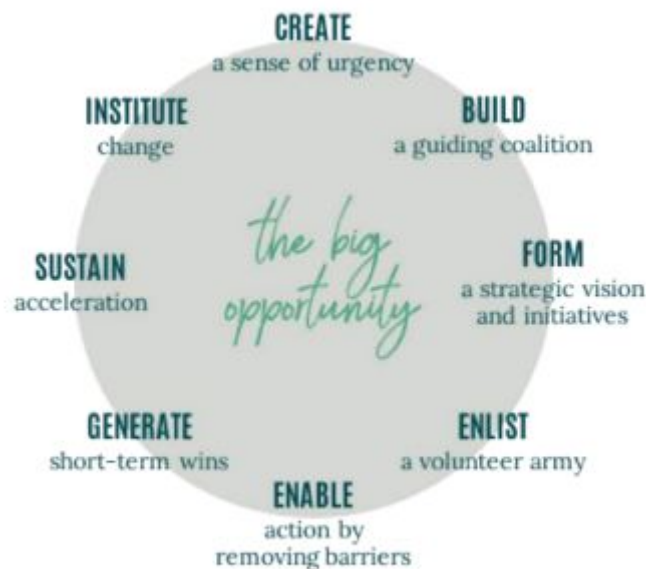 CREATE
a sense of urgency
BUILD
a guiding coalition
FORM
a strategic vision
and initiatives
ENLIST
a volunteer army
ENABLE
action by
removing barriers
GENERATE
short-term wins
SUSTAIN
acceleration
INSTITUTE
change
the big
opportunity